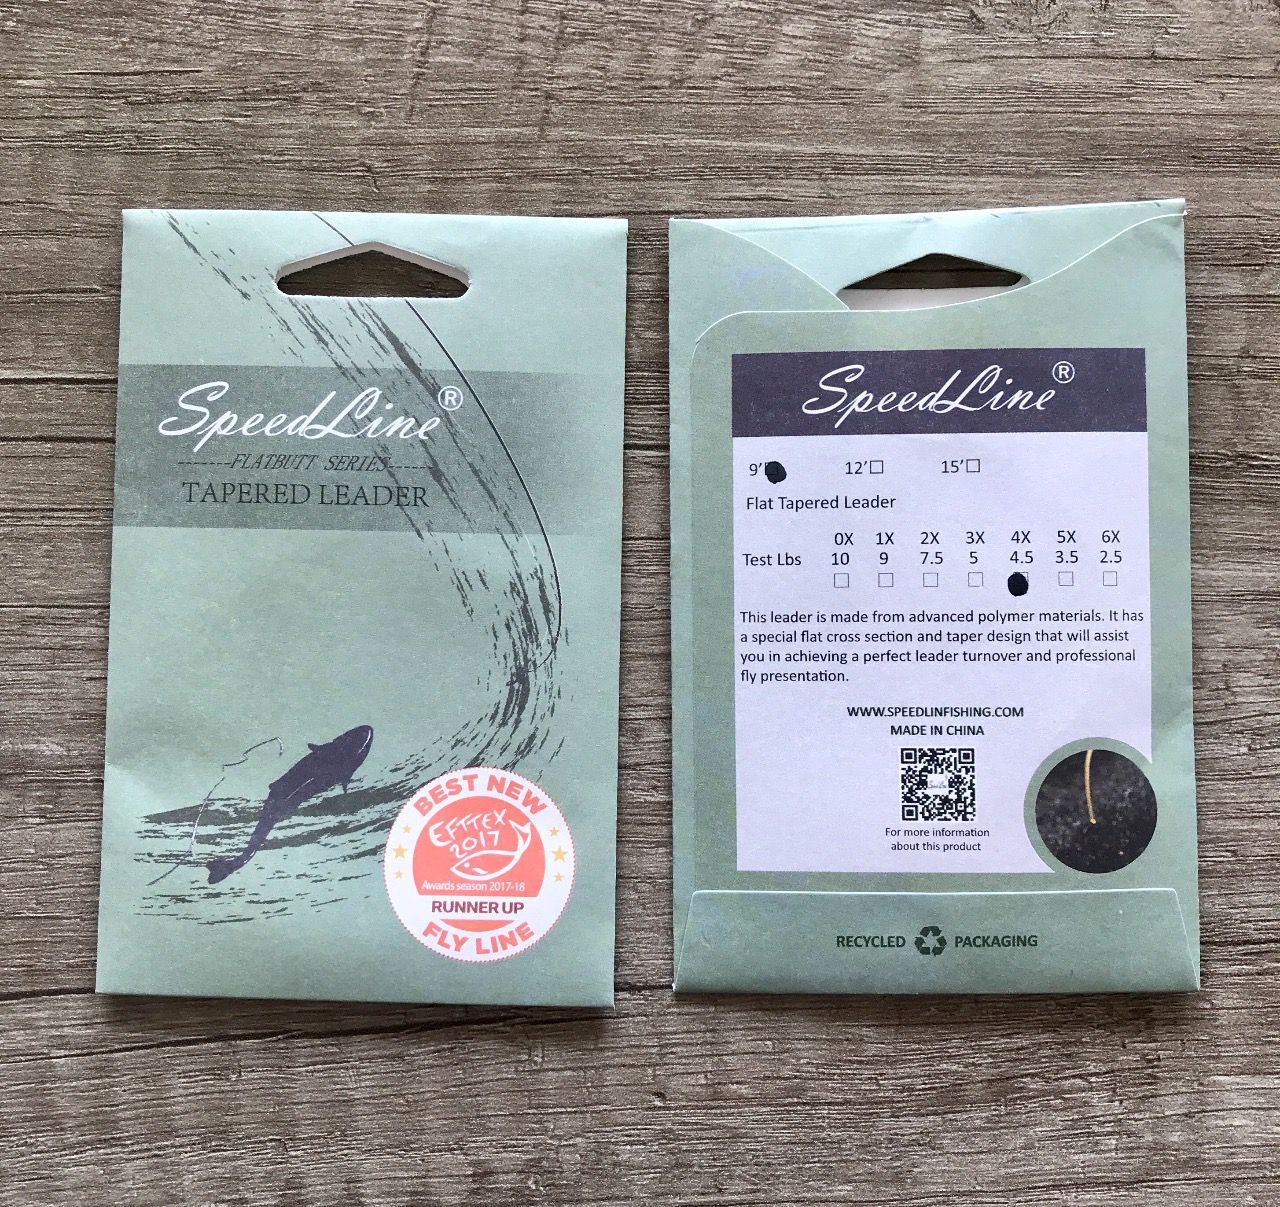 SpeedLine®
-------FLATBUTT SERIES------
TAPERED LEADER
BEST NEW
EFTTEX
2017
Awards season 2017-18
RUNNER UP
FLY LINE
SpeedLine®
9' 12' 15'
Flat Tapered Leader
0X 1X 2X 3X 4X 5X 6X
Test Lbs 10 9 7.5 5 4.5 3.5 2.5
This leader is made from advanced polymer materials. It has
a special flat cross section and taper design that will assist
you in achieving a perfect leader turnover and professional
fly presentation.
WWW.SPEEDLINFISHING.COM
MADE IN CHINA
For more information
about this product
RECYCLED PACKAGING